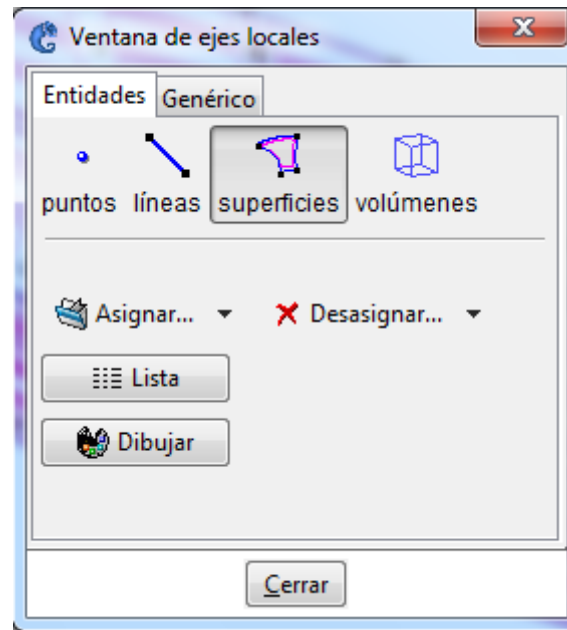 Ventana de ejes locales
Entidades Genérico
puntos líneas superficies volúmenes
Asignar... Desasignar...
Lista
Dibujar
Cerrar